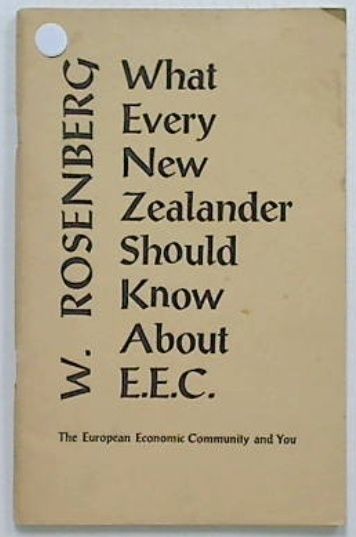 W. ROSENBERG
What
Every
New
Zealander
Should
Know
About
E.E.C.
The European Economic Community and You